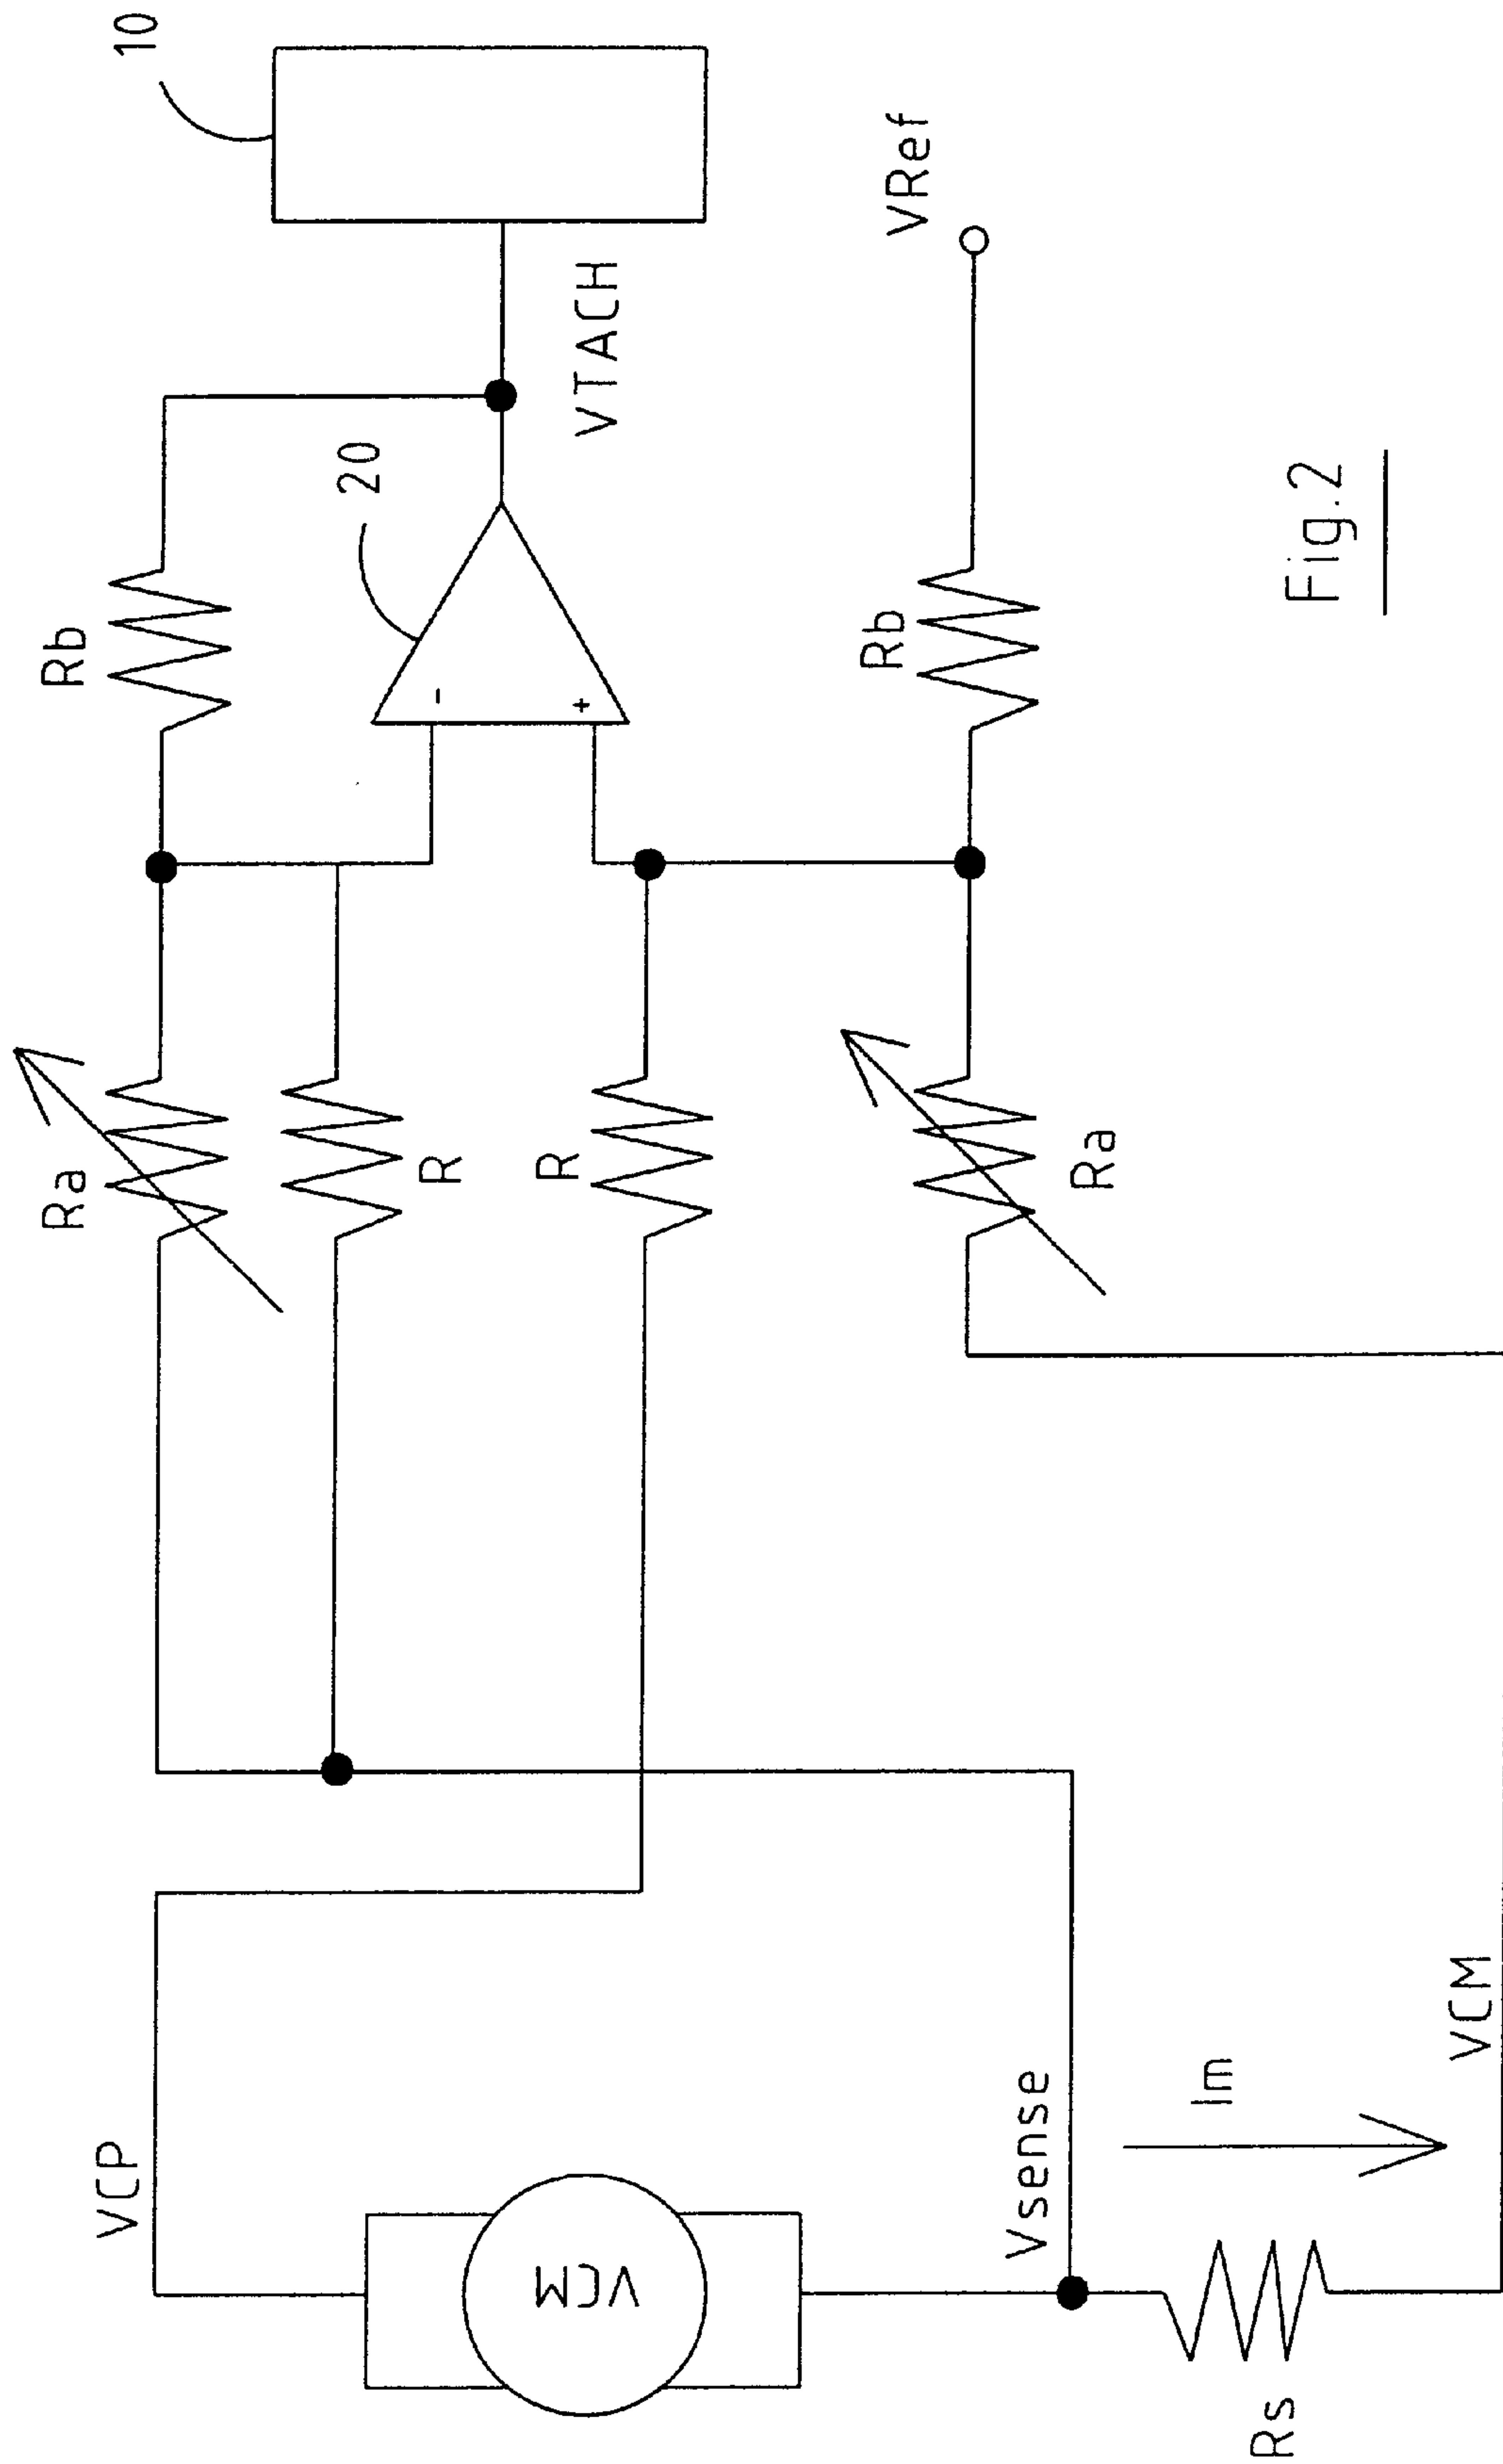 10
Rb
20
Ra
R
R
-
+
VTACH
VRef
Rb
Ra
VCP
VCM
Vsense
Im
Rs
VCM
Fig.2